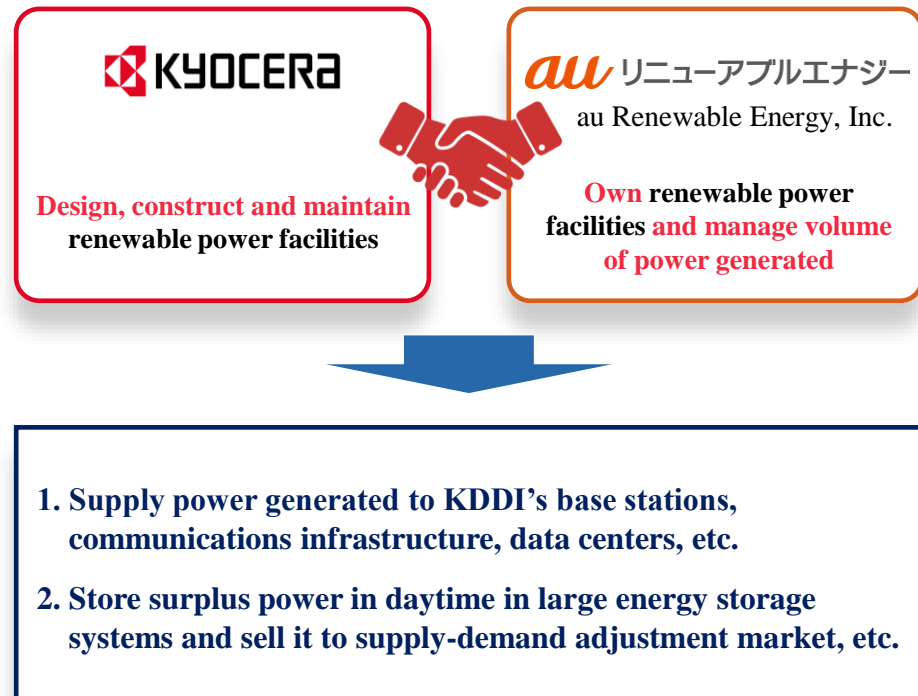 KYOCERA
Design, construct and maintain
renewable power facilities
au リニューアブルエナジー
au Renewable Energy, Inc.
Own renewable power
facilities and manage volume
of power generated
1. Supply power generated to KDDI’s base stations,
communications infrastructure, data centers, etc.
2. Store surplus power in daytime in large energy storage
systems and sell it to supply-demand adjustment market, etc.